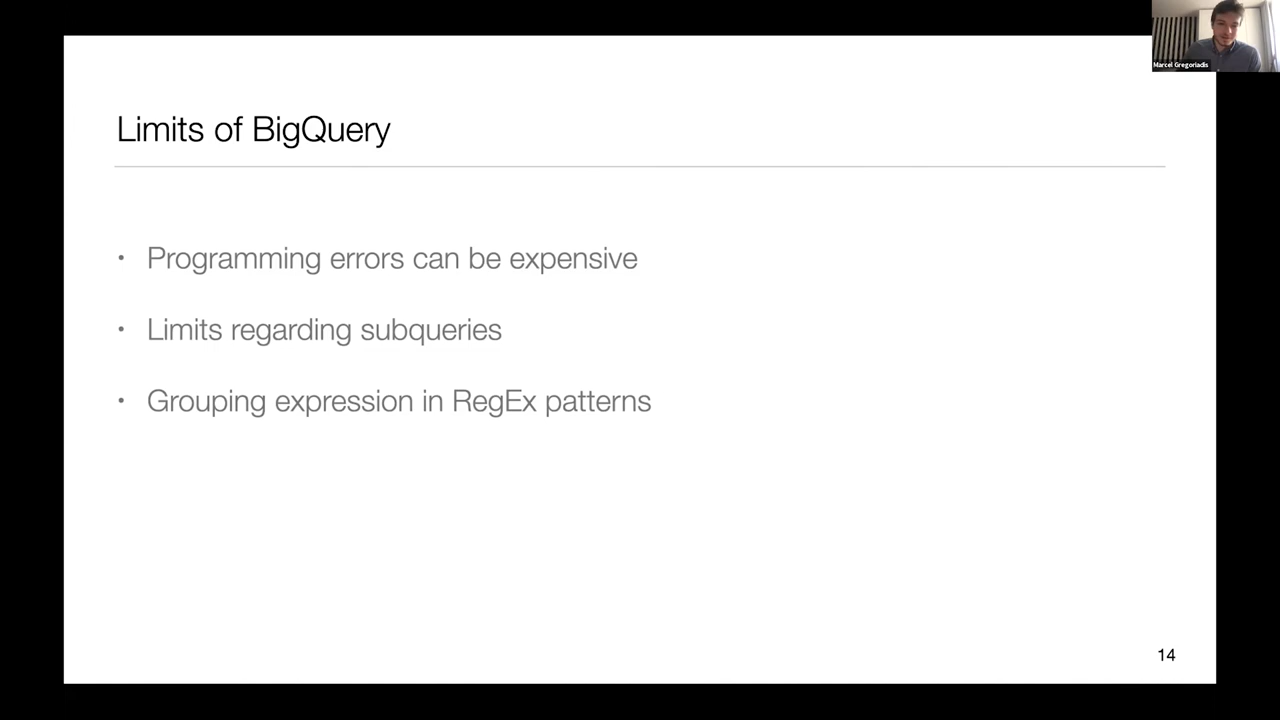 Marcel Gregoriadis
Limits of BigQuery
• Programming errors can be expensive
• Limits regarding subqueries
• Grouping expression in RegEx patterns
14